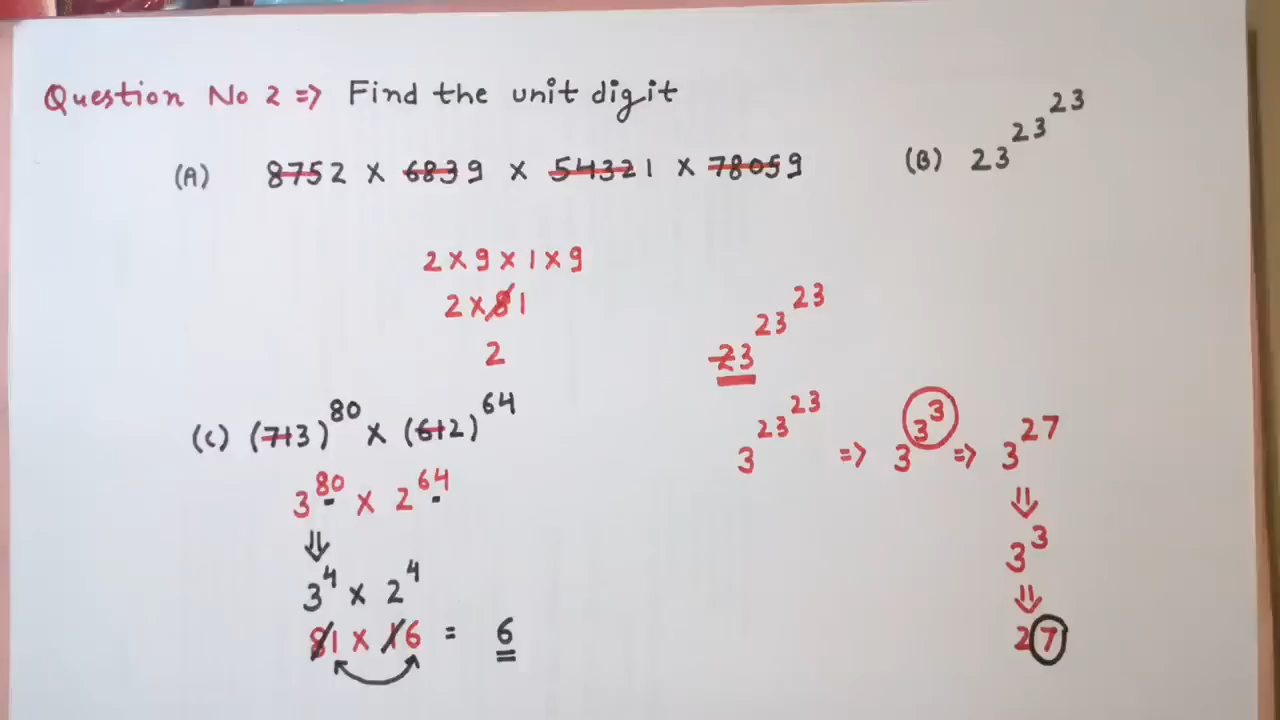 Question No 2 => Find the unit digit
(A) 8752 × 6839 × 54321 × 78059
(B) 23^23^23
2 × 9 × 1 × 9
2 × 81
2
23^23^23
3^23^23 => 3^3^3 => 3^27
⇓
3^3
⇓
27
(C) (713)^80 × (612)^64
3^80 × 2^64
⇓
3^4 × 2^4
81 × 16 = 6